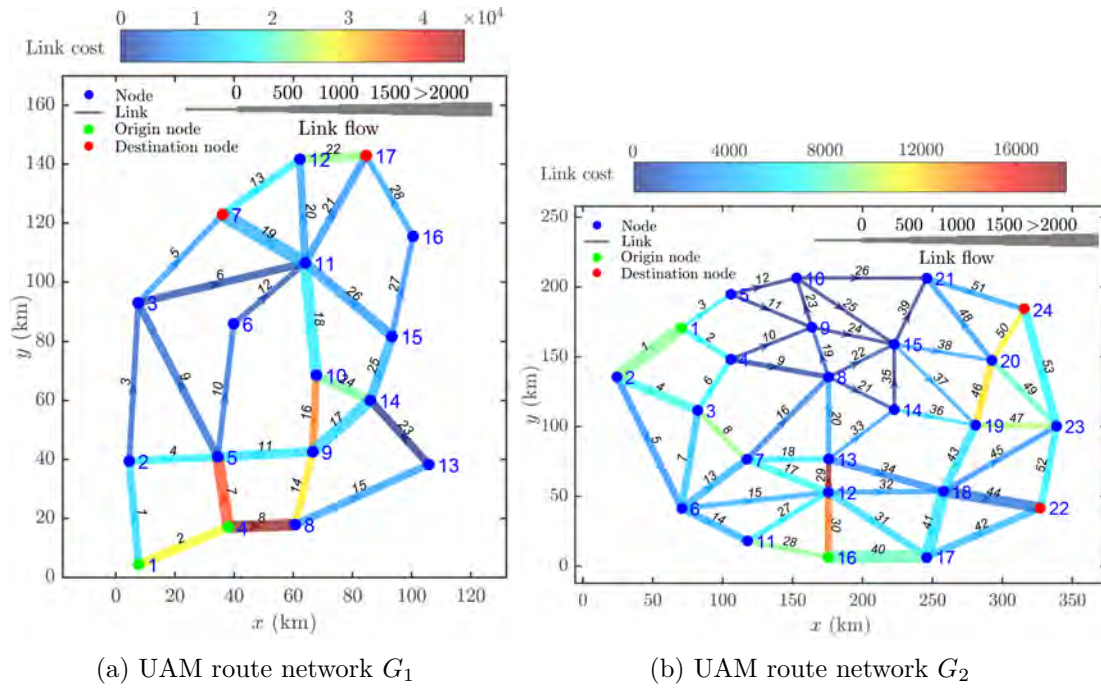 0 1 2 3 4 ×10⁴
Link cost
170
160
140
120
100
80
60
40
20
0
y (km)
0 20 40 60 80 100 120
x (km)
Node
Link
Origin node
Destination node
0 500 1000 1500 >2000
Link flow
1 2 3 4 5 6 7 8 9 10 11 12 13 14 15 16 17
1 2 3 4 5 6 7 8 9 10 11 12 13 14 15 16 17 18 19 20 21 22 23 24 25 26 27 28
(a) UAM route network G₁
0 4000 8000 12000 16000
Link cost
250
200
150
100
50
0
y (km)
0 50 100 150 200 250 300 350
x (km)
Node
Link
Origin node
Destination node
0 500 1000 1500 >2000
Link flow
1 2 3 4 5 6 7 8 9 10 11 12 13 14 15 16 17 18 19 20 21 22 23 24
1 2 3 4 5 6 7 8 9 10 11 12 13 14 15 16 17 18 19 20 21 22 23 24 25 26 27 28 29 30 31 32 33 34 35 36 37 38 39 40 41 42 43 44 45 46 47 48 49 50 51 52 53
(b) UAM route network G₂